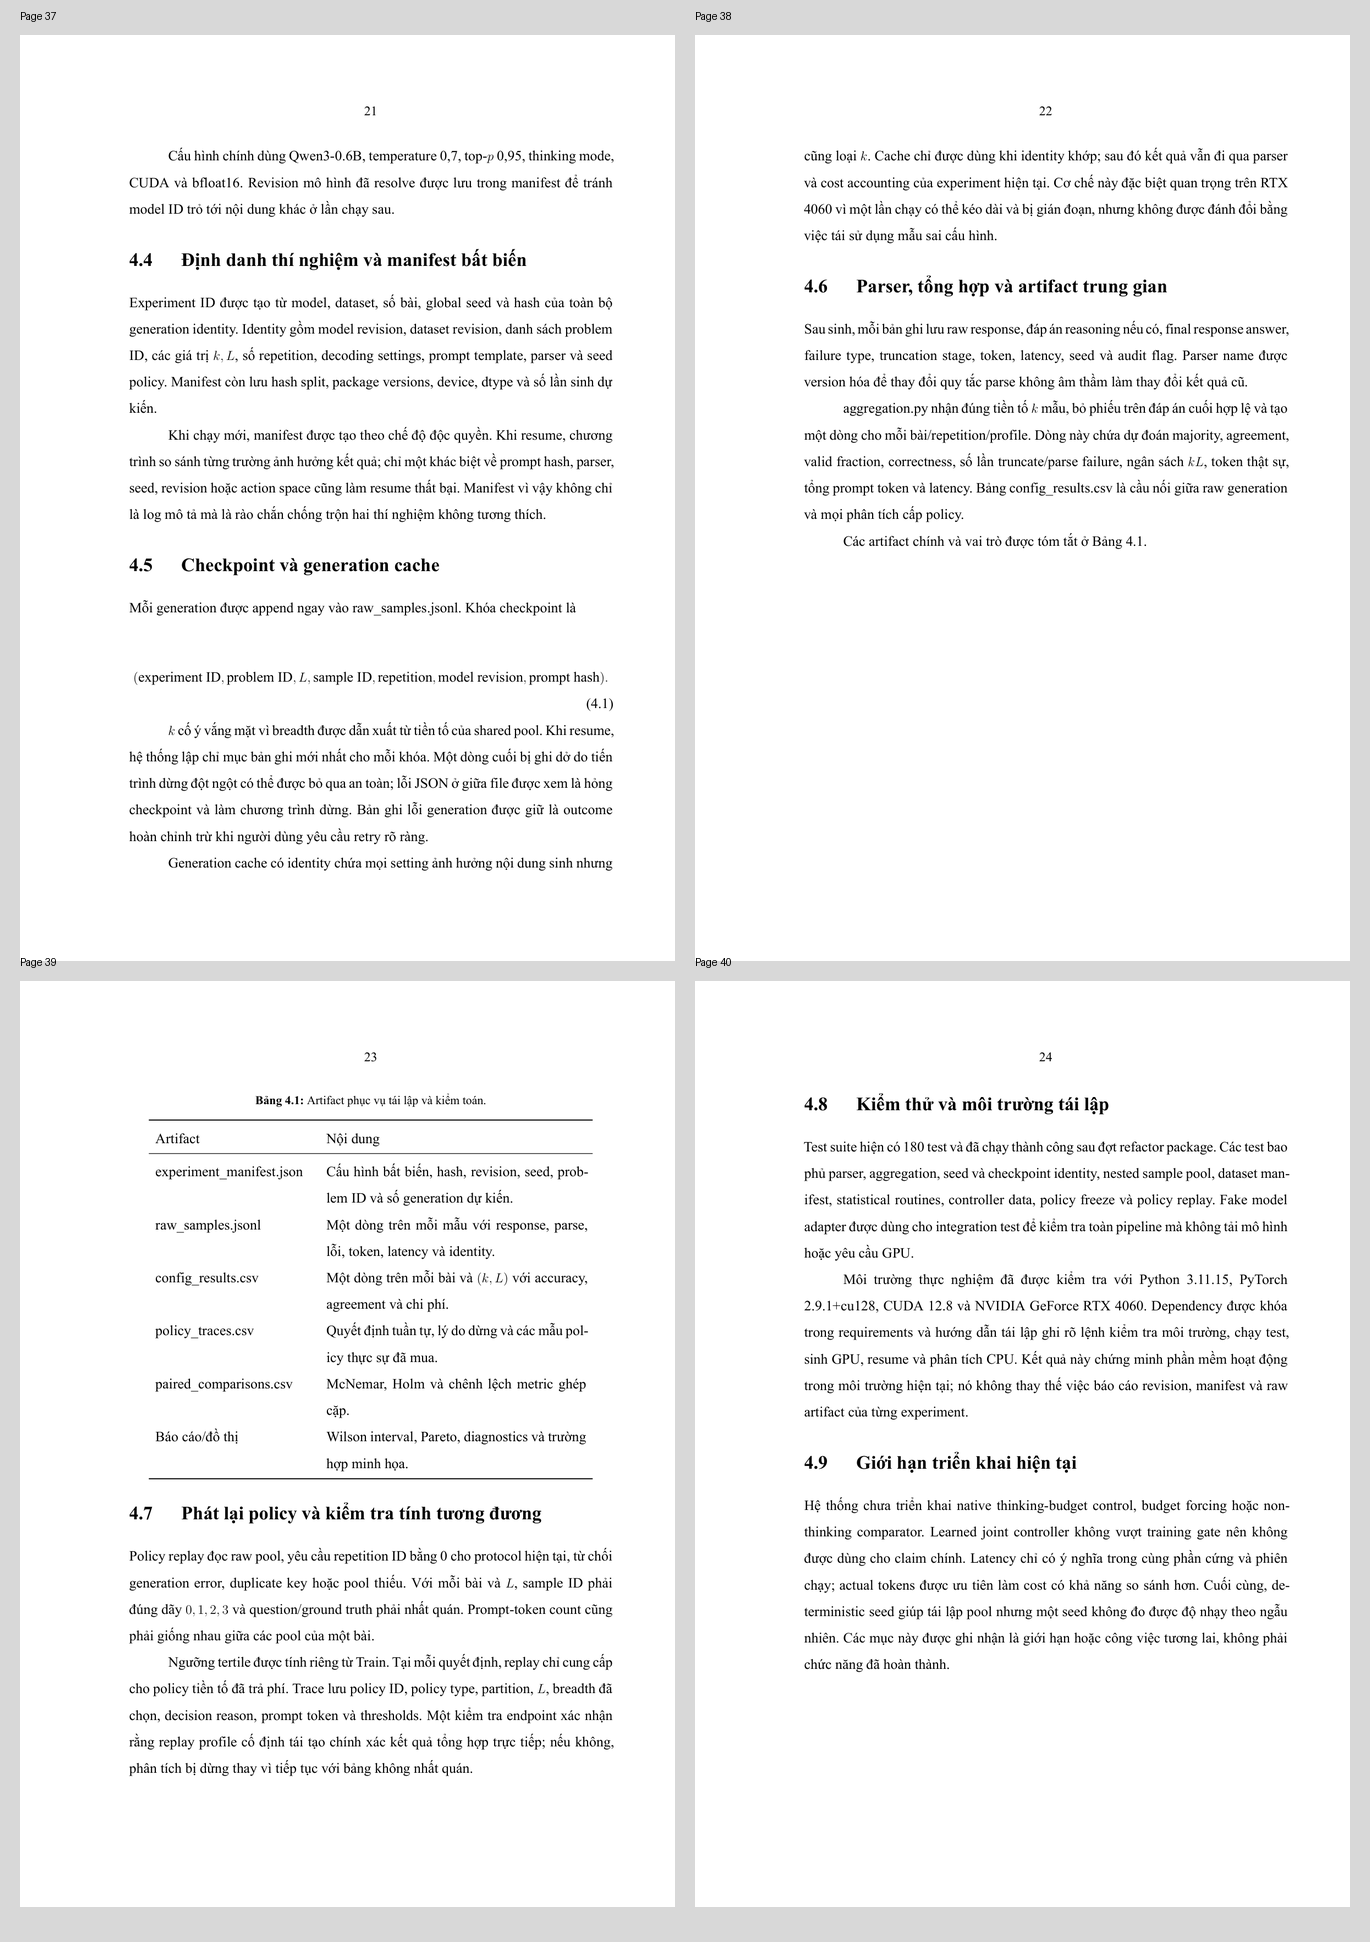 Page 37
21
Cấu hình chính dùng Qwen3-0.6B, temperature 0,7, top-p 0,95, thinking mode,
CUDA và bfloat16. Revision mô hình đã resolve được lưu trong manifest để tránh
model ID trỏ tới nội dung khác ở lần chạy sau.
4.4 Định danh thí nghiệm và manifest bất biến
Experiment ID được tạo từ model, dataset, số bài, global seed và hash của toàn bộ
generation identity. Identity gồm model revision, dataset revision, danh sách problem
ID, các giá trị k, L, số repetition, decoding settings, prompt template, parser và seed
policy. Manifest còn lưu hash split, package versions, device, dtype và số lần sinh dự
kiến.
Khi chạy mới, manifest được tạo theo chế độ độc quyền. Khi resume, chương
trình so sánh từng trường ảnh hưởng kết quả; chỉ một khác biệt về prompt hash, parser,
seed, revision hoặc action space cũng làm resume thất bại. Manifest vì vậy không chỉ
là log mô tả mà là rào chắn chống trộn hai thí nghiệm không tương thích.
4.5 Checkpoint và generation cache
Mỗi generation được append ngay vào raw_samples.jsonl. Khóa checkpoint là
(experiment ID, problem ID, L, sample ID, repetition, model revision, prompt hash).
(4.1)
k cố ý vắng mặt vì breadth được dẫn xuất từ tiền tố của shared pool. Khi resume,
hệ thống lập chỉ mục bản ghi mới nhất cho mỗi khóa. Một dòng cuối bị ghi dở do tiến
trình dừng đột ngột có thể được bỏ qua an toàn; lỗi JSON ở giữa file được xem là hỏng
checkpoint và làm chương trình dừng. Bản ghi lỗi generation được giữ là outcome
hoàn chỉnh trừ khi người dùng yêu cầu retry rõ ràng.
Generation cache có identity chứa mọi setting ảnh hưởng nội dung sinh nhưng
Page 38
22
cũng loại k. Cache chỉ được dùng khi identity khớp; sau đó kết quả vẫn đi qua parser
và cost accounting của experiment hiện tại. Cơ chế này đặc biệt quan trọng trên RTX
4060 vì một lần chạy có thể kéo dài và bị gián đoạn, nhưng không được đánh đổi bằng
việc tái sử dụng mẫu sai cấu hình.
4.6 Parser, tổng hợp và artifact trung gian
Sau sinh, mỗi bản ghi lưu raw response, đáp án reasoning nếu có, final response answer,
failure type, truncation stage, token, latency, seed và audit flag. Parser name được
version hóa để thay đổi quy tắc parse không âm thầm làm thay đổi kết quả cũ.
aggregation.py nhận đúng tiền tố k mẫu, bỏ phiếu trên đáp án cuối hợp lệ và tạo
một dòng cho mỗi bài/repetition/profile. Dòng này chứa dự đoán majority, agreement,
valid fraction, correctness, số lần truncate/parse failure, ngân sách kL, token thật sự,
tổng prompt token và latency. Bảng config_results.csv là cầu nối giữa raw generation
và mọi phân tích cấp policy.
Các artifact chính và vai trò được tóm tắt ở Bảng 4.1.
Page 39
23
Bảng 4.1: Artifact phục vụ tái lập và kiểm toán.
Artifact Nội dung
experiment_manifest.json Cấu hình bất biến, hash, revision, seed, prob-
lem ID và số generation dự kiến.
raw_samples.jsonl Một dòng trên mỗi mẫu với response, parse,
lỗi, token, latency và identity.
config_results.csv Một dòng trên mỗi bài và (k, L) với accuracy,
agreement và chi phí.
policy_traces.csv Quyết định tuần tự, lý do dừng và các mẫu pol-
icy thực sự đã mua.
paired_comparisons.csv McNemar, Holm và chênh lệch metric ghép
cặp.
Báo cáo/đồ thị Wilson interval, Pareto, diagnostics và trường
hợp minh họa.
4.7 Phát lại policy và kiểm tra tính tương đương
Policy replay đọc raw pool, yêu cầu repetition ID bằng 0 cho protocol hiện tại, từ chối
generation error, duplicate key hoặc pool thiếu. Với mỗi bài và L, sample ID phải
đúng dãy 0, 1, 2, 3 và question/ground truth phải nhất quán. Prompt-token count cũng
phải giống nhau giữa các pool của một bài.
Ngưỡng tertile được tính riêng từ Train. Tại mỗi quyết định, replay chỉ cung cấp
cho policy tiền tố đã trả phí. Trace lưu policy ID, policy type, partition, L, breadth đã
chọn, decision reason, prompt token và thresholds. Một kiểm tra endpoint xác nhận
rằng replay profile cố định tái tạo chính xác kết quả tổng hợp trực tiếp; nếu không,
phân tích bị dừng thay vì tiếp tục với bảng không nhất quán.
Page 40
24
4.8 Kiểm thử và môi trường tái lập
Test suite hiện có 180 test và đã chạy thành công sau đợt refactor package. Các test bao
phủ parser, aggregation, seed và checkpoint identity, nested sample pool, dataset man-
ifest, statistical routines, controller data, policy freeze và policy replay. Fake model
adapter được dùng cho integration test để kiểm tra toàn pipeline mà không tải mô hình
hoặc yêu cầu GPU.
Môi trường thực nghiệm đã được kiểm tra với Python 3.11.15, PyTorch
2.9.1+cu128, CUDA 12.8 và NVIDIA GeForce RTX 4060. Dependency được khóa
trong requirements và hướng dẫn tái lập ghi rõ lệnh kiểm tra môi trường, chạy test,
sinh GPU, resume và phân tích CPU. Kết quả này chứng minh phần mềm hoạt động
trong môi trường hiện tại; nó không thay thế việc báo cáo revision, manifest và raw
artifact của từng experiment.
4.9 Giới hạn triển khai hiện tại
Hệ thống chưa triển khai native thinking-budget control, budget forcing hoặc non-
thinking comparator. Learned joint controller không vượt training gate nên không
được dùng cho claim chính. Latency chỉ có ý nghĩa trong cùng phần cứng và phiên
chạy; actual tokens được ưu tiên làm cost có khả năng so sánh hơn. Cuối cùng, de-
terministic seed giúp tái lập pool nhưng một seed không đo được độ nhạy theo ngẫu
nhiên. Các mục này được ghi nhận là giới hạn hoặc công việc tương lai, không phải
chức năng đã hoàn thành.